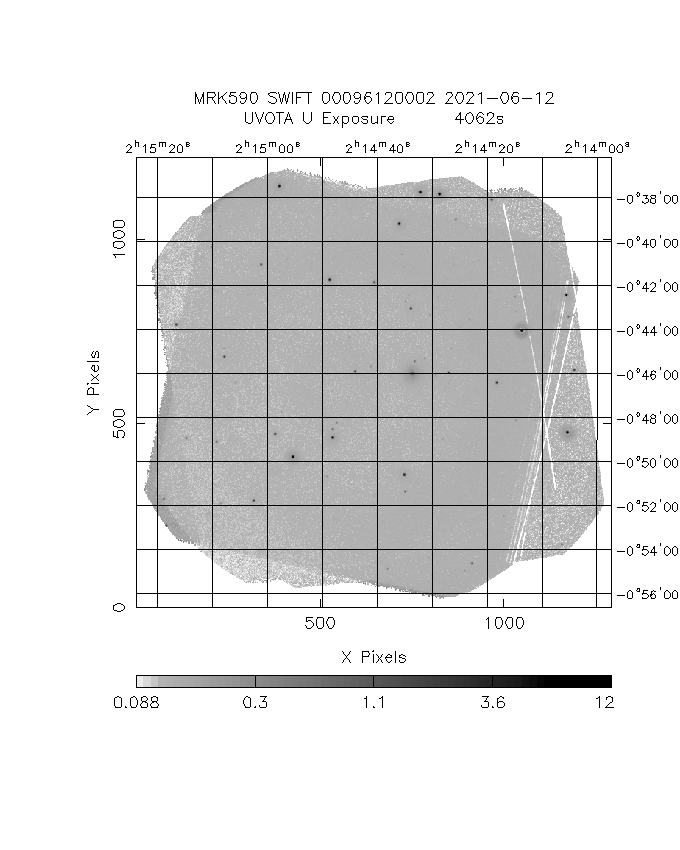 MRK590 SWIFT 00096120002 2021-06-12
UVOTA U Exposure 4062s
2ʰ15ᵐ20ˢ 2ʰ15ᵐ00ˢ 2ʰ14ᵐ40ˢ 2ʰ14ᵐ20ˢ 2ʰ14ᵐ00ˢ
-0°38'00
1000
-0°40'00
-0°42'00
-0°44'00
Y Pixels
-0°46'00
500
-0°48'00
-0°50'00
-0°52'00
-0°54'00
0
-0°56'00
500 1000
X Pixels
0.088 0.3 1.1 3.6 12